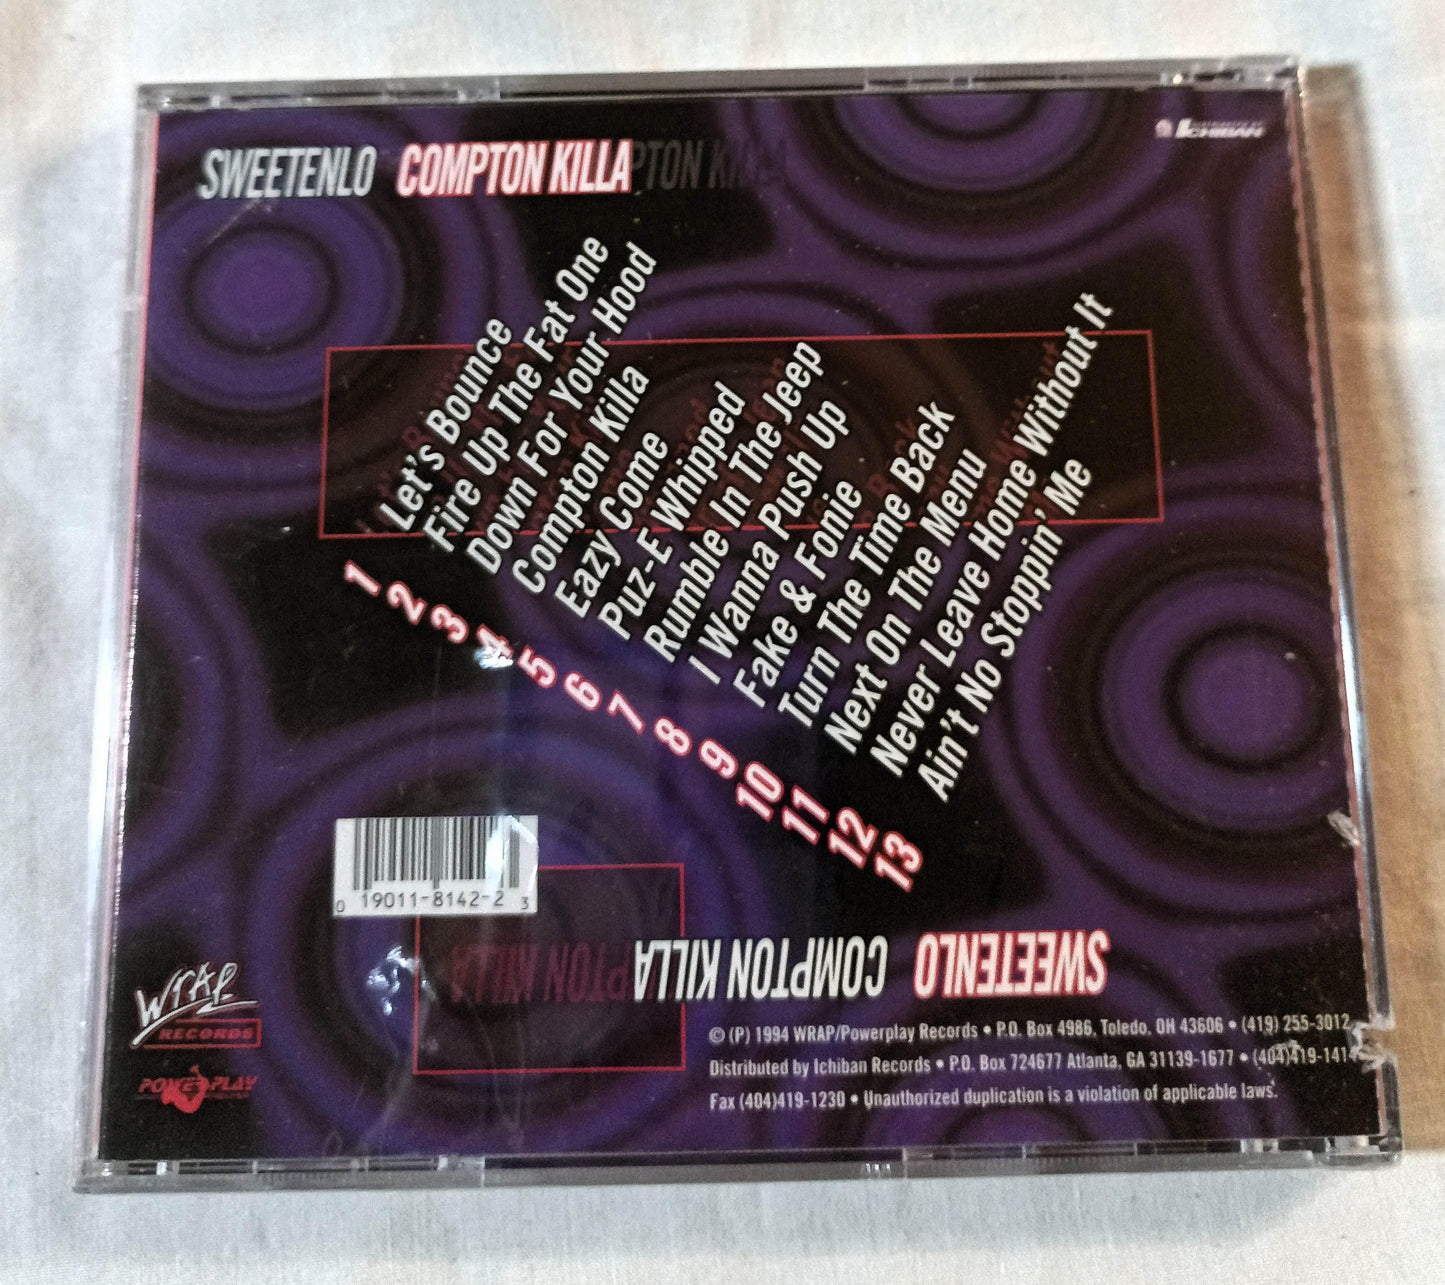 SWEETENLO COMPTON KILLA
DISTRIBUTED BY
ICHIBAN
1 Let's Bounce
2 Fire Up The Fat One
3 Down For Your Hood
4 Compton Killa
5 Eazy Come
6 Puz-E Whipped
7 Rumble In The Jeep
8 I Wanna Push Up
9 Fake & Fonie
10 Turn The Time Back
11 Next On The Menu
12 Never Leave Home Without It
13 Ain't No Stoppin' Me
0 19011-8142-2 3
SWEETENLO COMPTON KILLA
WRAP
RECORDS
POWERPLAY
© (P) 1994 WRAP/Powerplay Records • P.O. Box 4986, Toledo, OH 43606 • (419) 255-3012
Distributed by Ichiban Records • P.O. Box 724677 Atlanta, GA 31139-1677 • (404)419-1414
Fax (404)419-1230 • Unauthorized duplication is a violation of applicable laws.